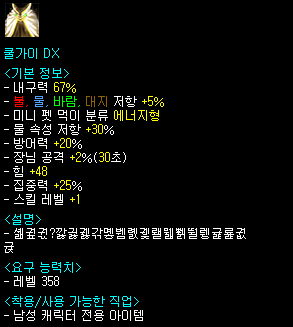 쿨가이 DX
<기본 정보>
- 내구력 67%
- 불, 물, 바람, 대지 저항 +5%
- 미니 펫 먹이 분류 에너지형
- 물 속성 저항 +30%
- 방어력 +20%
- 장님 공격 +2%(30초)
- 힘 +48
- 집중력 +25%
- 스킬 레벨 +1
<설명>
<요구 능력치>
- 레벨 358
<착용/사용 가능한 직업>
- 남성 캐릭터 전용 아이템